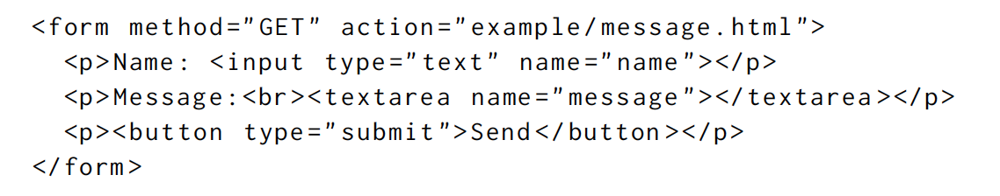 <form method="GET" action="example/message.html">
  <p>Name: <input type="text" name="name"></p>
  <p>Message:<br><textarea name="message"></textarea></p>
  <p><button type="submit">Send</button></p>
</form>